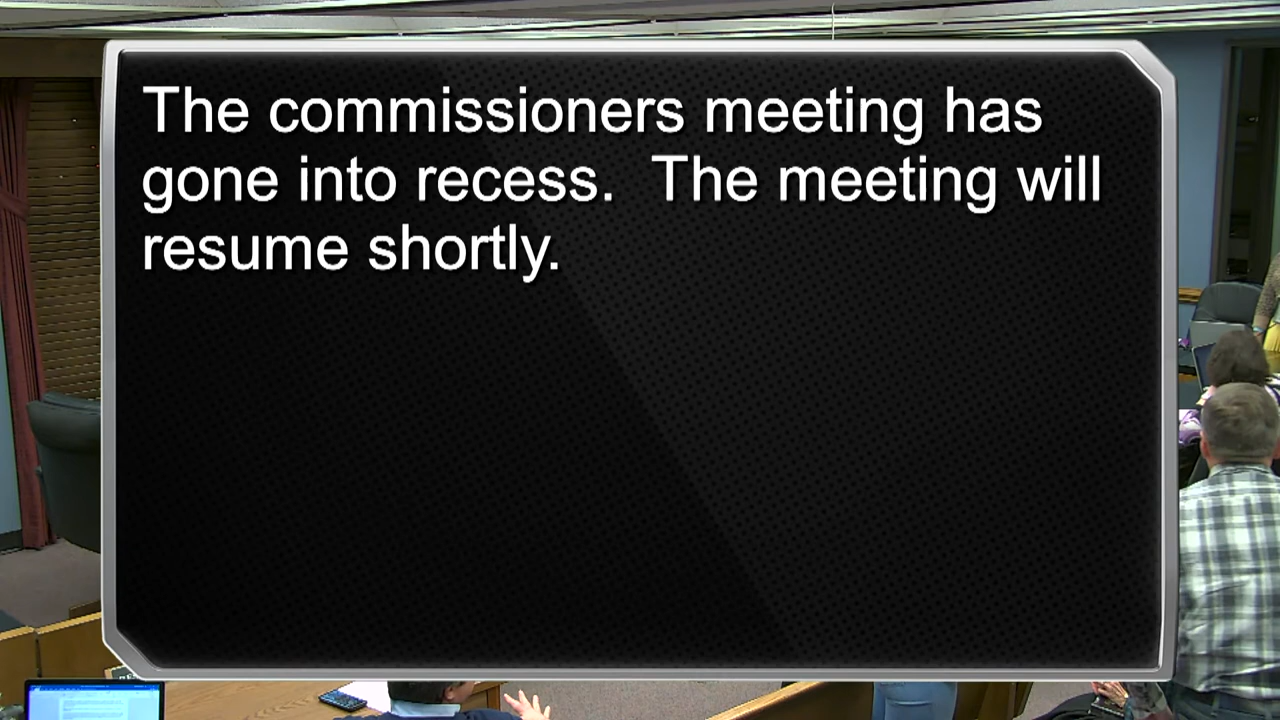 The commissioners meeting has
gone into recess.  The meeting will
resume shortly.